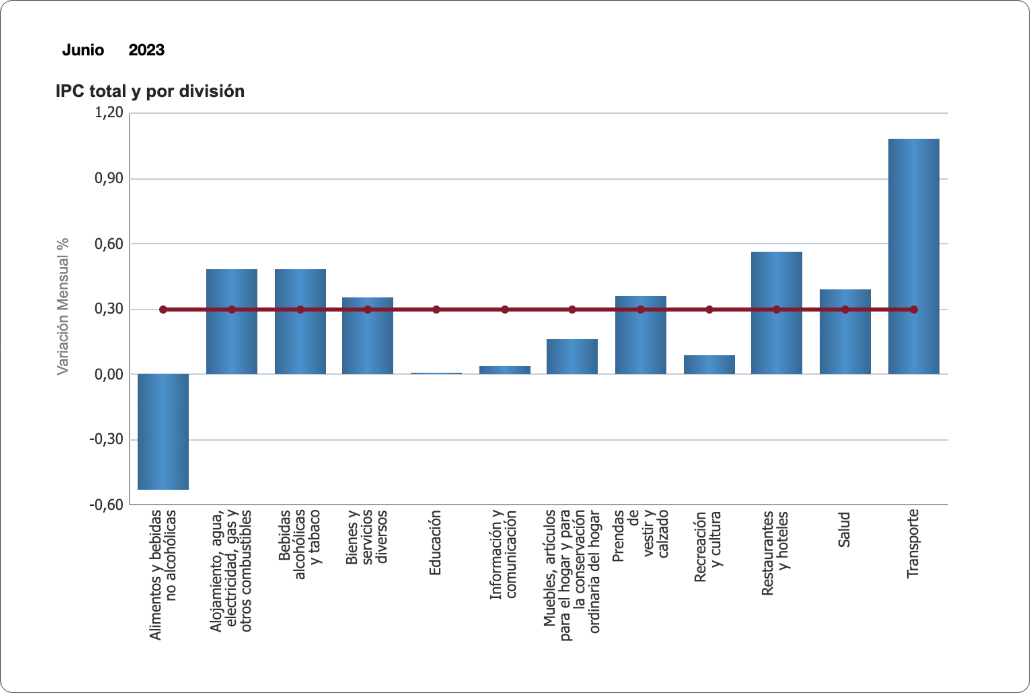 Junio 2023
IPC total y por división
Variación Mensual %
1,20
0,90
0,60
0,30
0,00
-0,30
-0,60
Alimentos y bebidas
no alcohólicas
Alojamiento, agua,
electricidad, gas y
otros combustibles
Bebidas
alcohólicas
y tabaco
Bienes y
servicios
diversos
Educación
Información y
comunicación
Muebles, artículos
para el hogar y para
la conservación
ordinaria del hogar
Prendas
de
vestir y
calzado
Recreación
y cultura
Restaurantes
y hoteles
Salud
Transporte